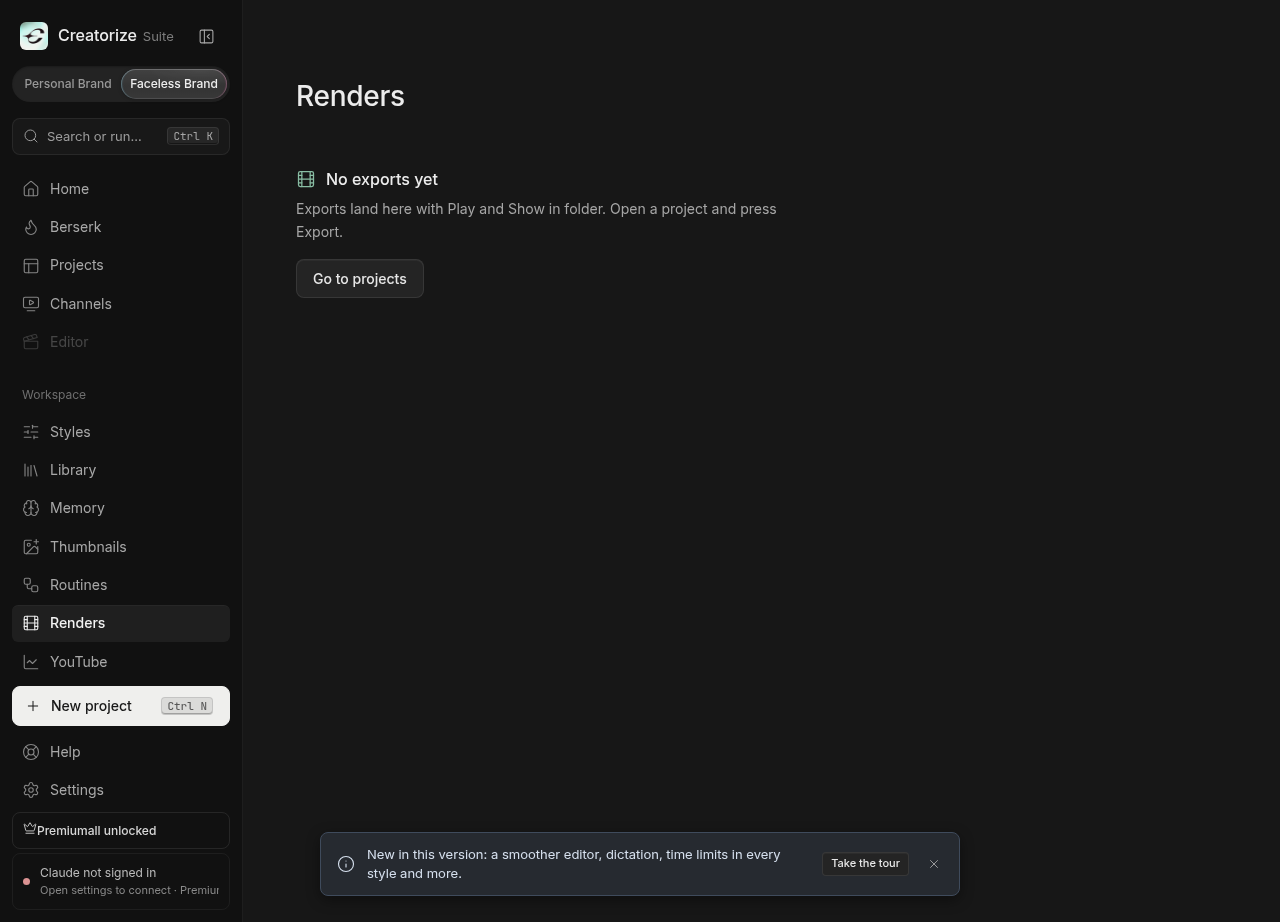 Creatorize Suite
Personal Brand
Faceless Brand
Search or run...
Ctrl K
Home
Berserk
Projects
Channels
Editor
Workspace
Styles
Library
Memory
Thumbnails
Routines
Renders
YouTube
New project
Ctrl N
Help
Settings
Premiumall unlocked
Claude not signed in
Open settings to connect · Premiur
Renders
No exports yet
Exports land here with Play and Show in folder. Open a project and press
Export.
Go to projects
New in this version: a smoother editor, dictation, time limits in every
style and more.
Take the tour